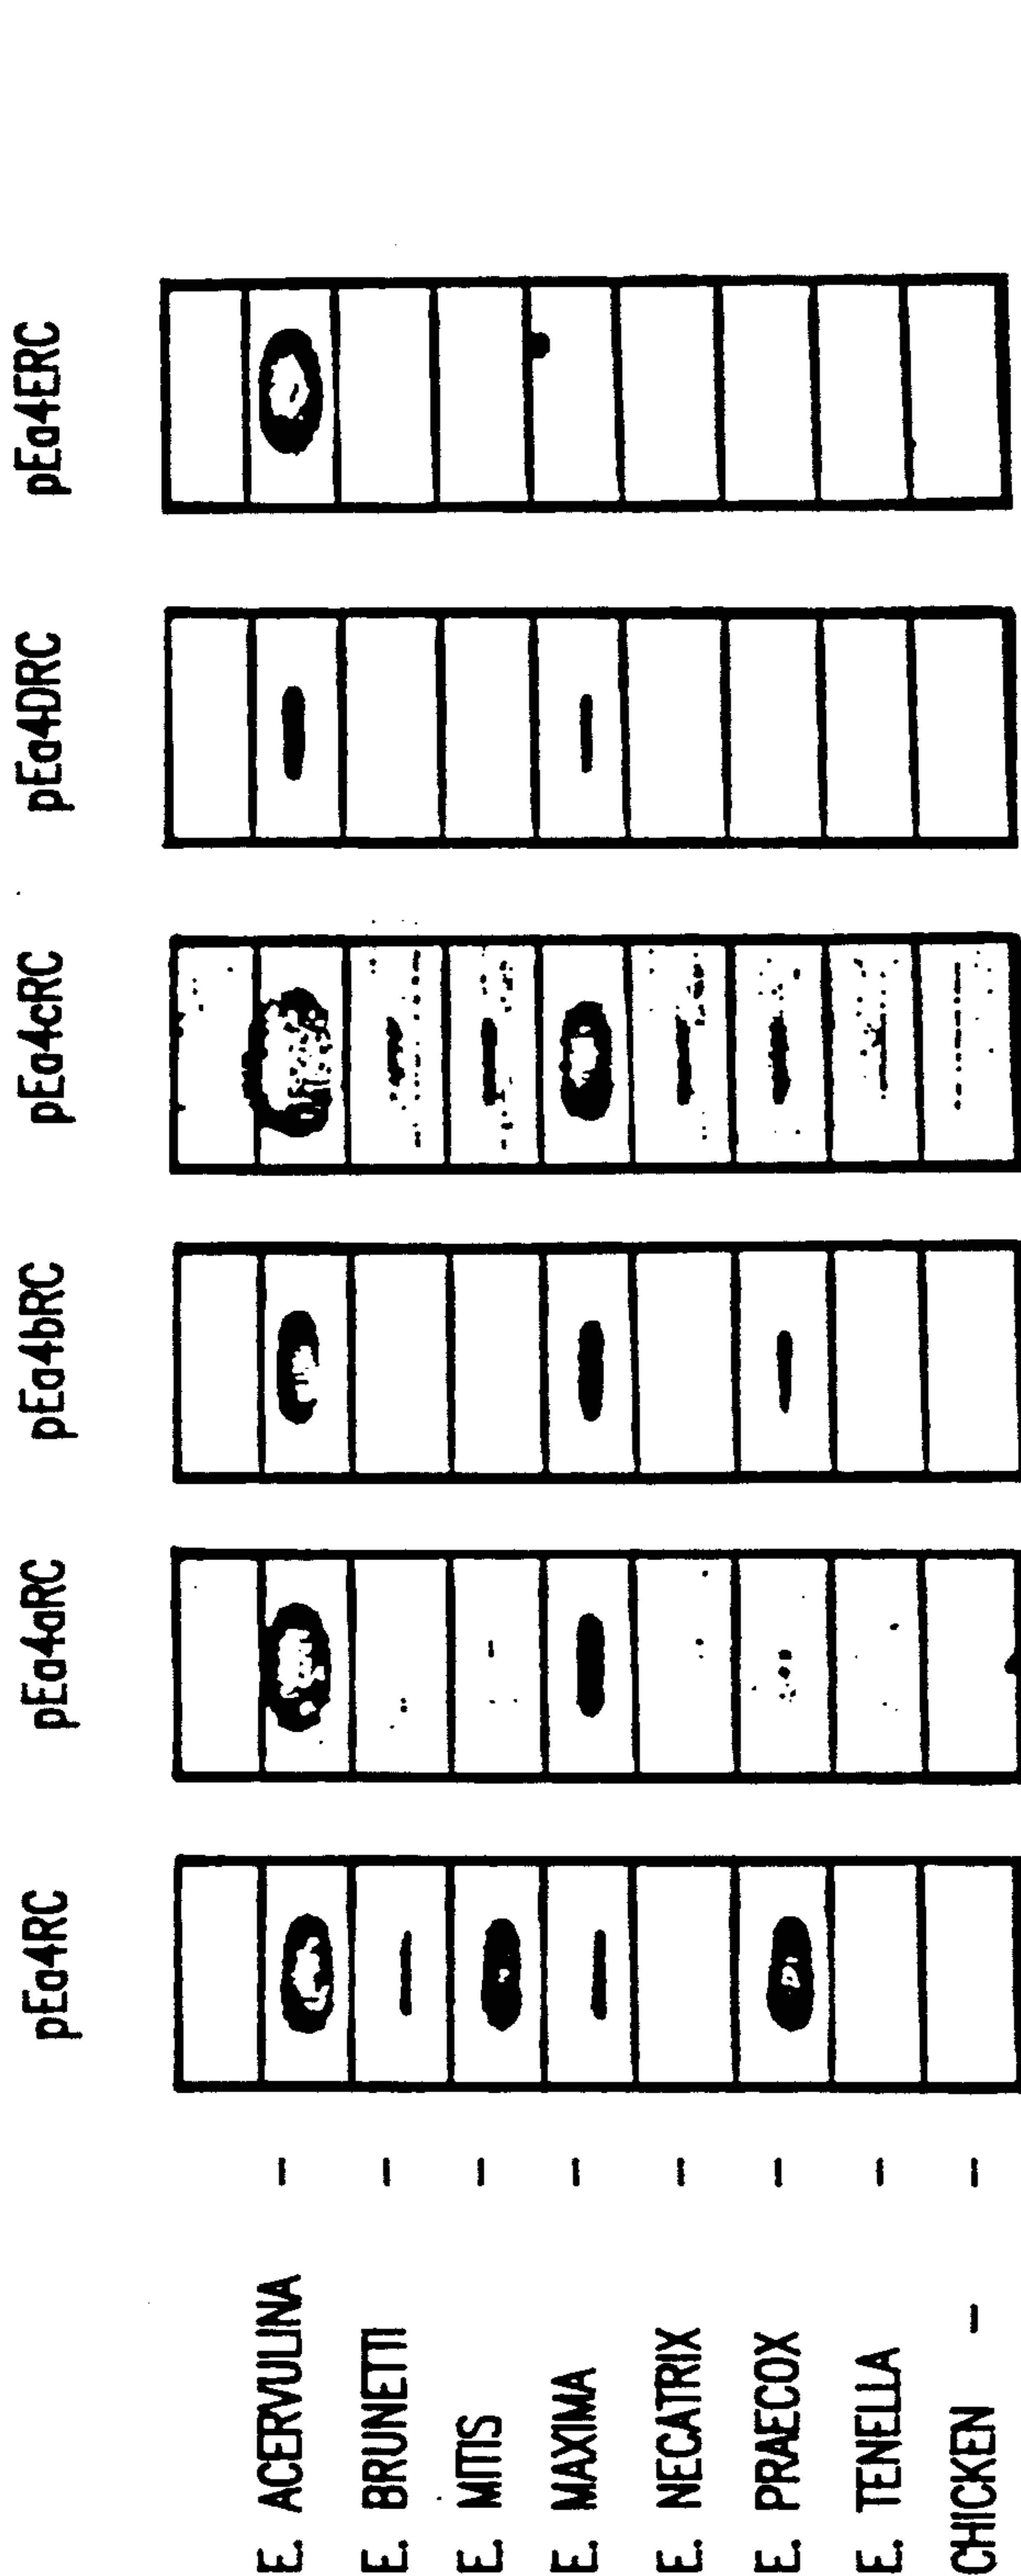 pEa4RC pEa4aRC pEa4bRC pEa4cRC pEa4DRC pEa4ERC
E. ACERVULINA –
E. BRUNETTI –
E. MITIS –
E. MAXIMA –
E. NECATRIX –
E. PRAECOX –
E. TENELLA –
CHICKEN – –